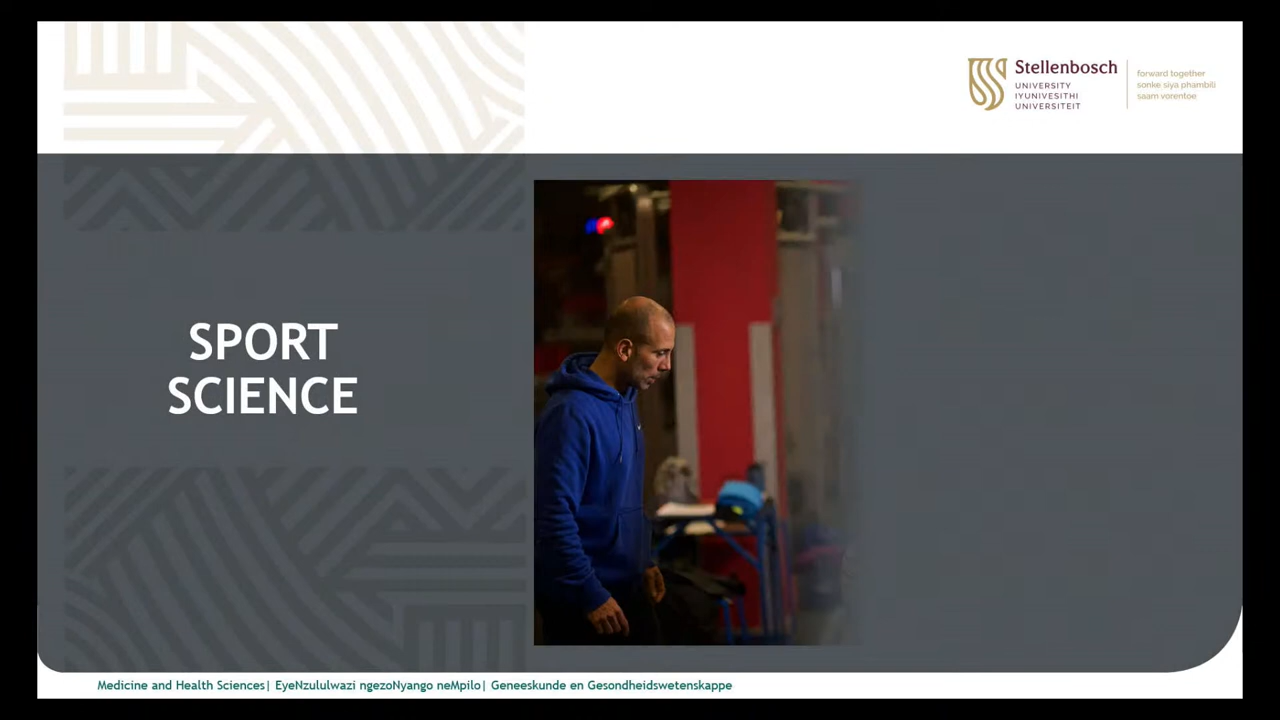 Stellenbosch
UNIVERSITY
IYUNIVESITHI
UNIVERSITEIT
forward together
sonke siya phambili
saam vorentoe
SPORT
SCIENCE
Medicine and Health Sciences| EyeNzululwazi ngezoNyango neMpilo| Geneeskunde en Gesondheidswetenskappe